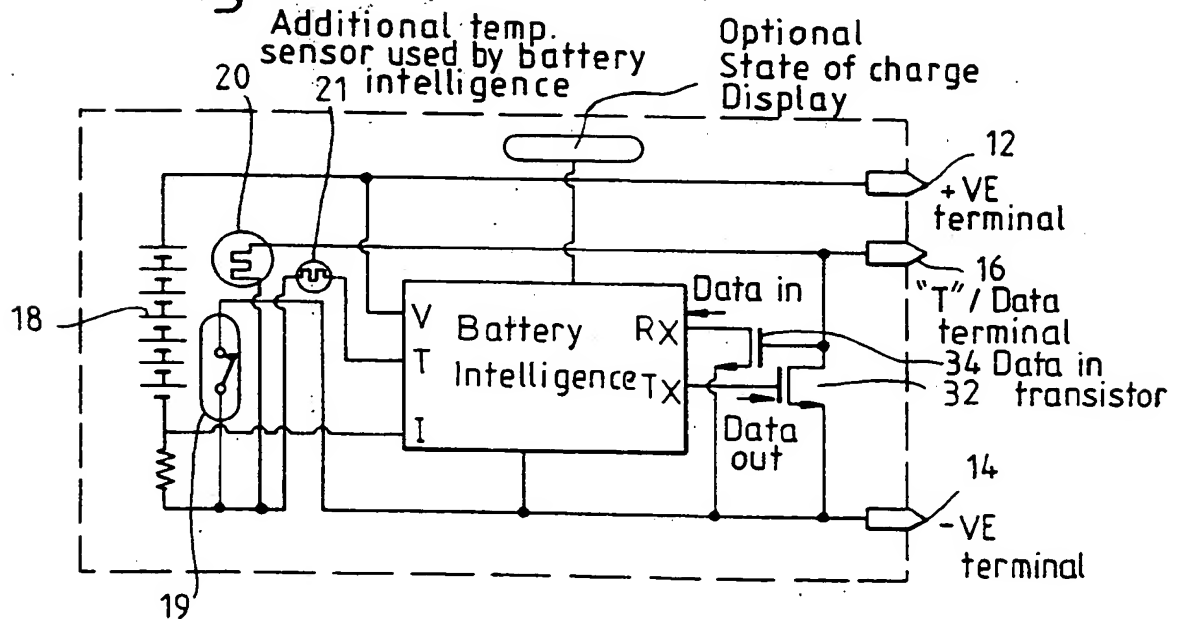 Additional temp.
sensor used by battery
intelligence
Optional
State of charge
Display
20
21
12
+VE
terminal
16
"T" / Data
terminal
18
V
T
I
Battery
Intelligence
RX
TX
Data in
Data
out
34 Data in
32 transistor
14
-VE
terminal
19